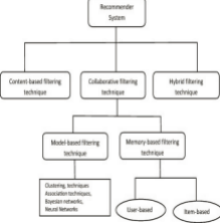 Recommender
System
Content-based filtering
technique
Collaborative filtering
technique
Hybrid filtering
technique
Model-based filtering
technique
Memory-based filtering
technique
Clustering, techniques
Association techniques,
Bayesian networks,
Neural Networks
User-based
Item-based